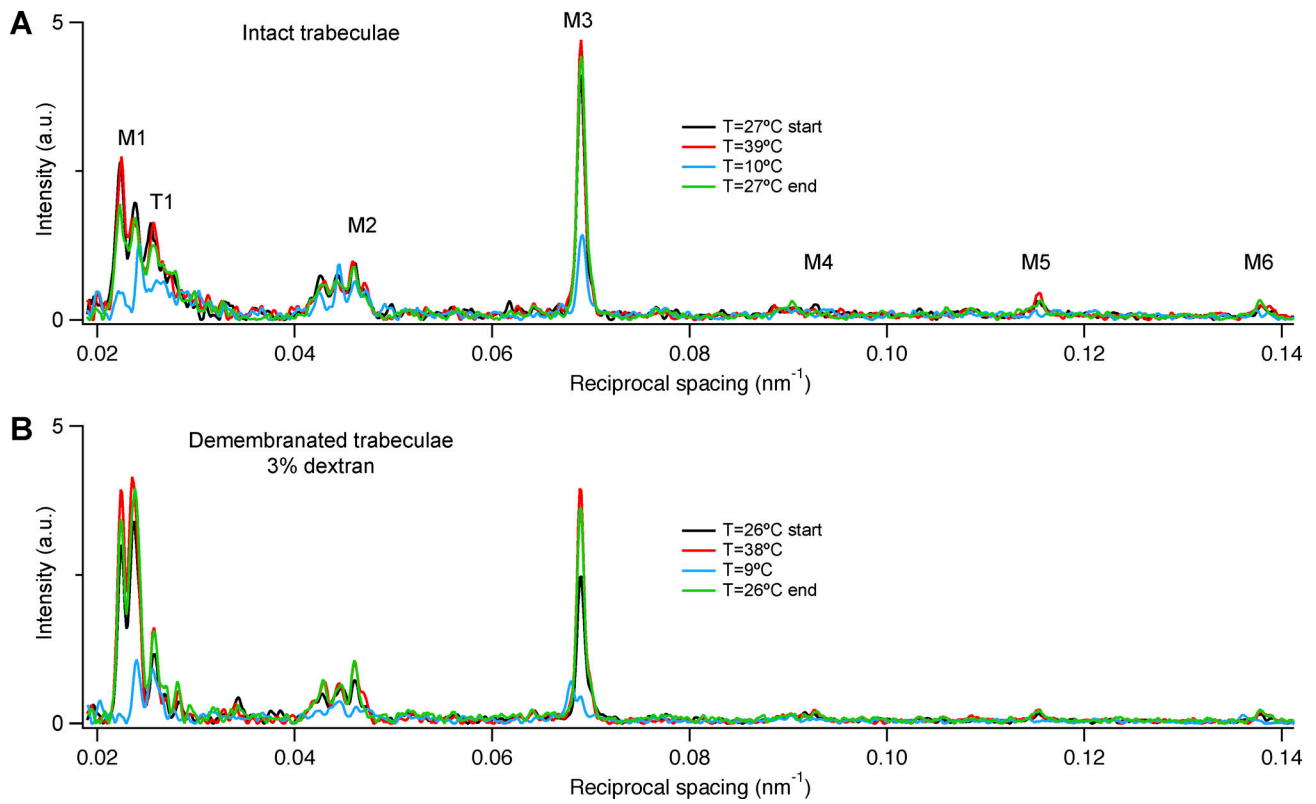 A
Intact trabeculae
5
0
Intensity (a.u.)
M1
T1
M2
M3
M4
M5
M6
T=27ºC start
T=39ºC
T=10ºC
T=27ºC end
0.02
0.04
0.06
0.08
0.10
0.12
0.14
Reciprocal spacing (nm⁻¹)
B
Demembranated trabeculae
3% dextran
5
0
Intensity (a.u.)
T=26ºC start
T=38ºC
T=9ºC
T=26ºC end
0.02
0.04
0.06
0.08
0.10
0.12
0.14
Reciprocal spacing (nm⁻¹)